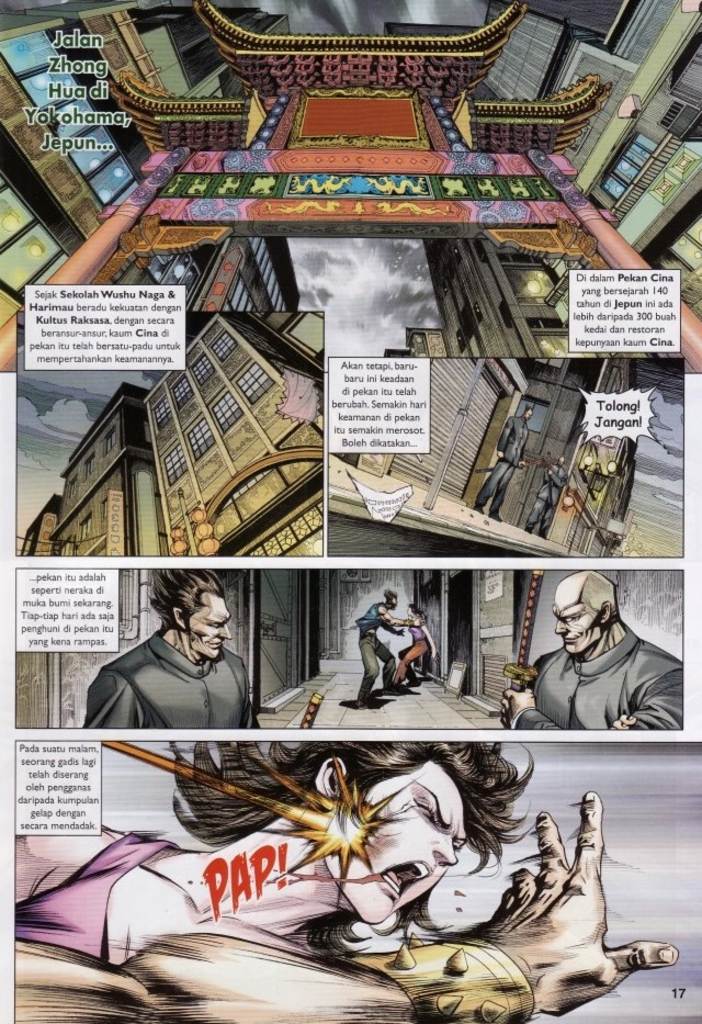 Jalan
Zhong
Hua di
Yokohama,
Jepun...
Sejak Sekolah Wushu Naga &
Harimau beradu kekuatan dengan
Kultus Raksasa, dengan secara
beransur-ansur, kaum Cina di
pekan itu telah bersatu-padu untuk
mempertahankan keamanannya.
Di dalam Pekan Cina
yang bersejarah 140
tahun di Jepun ini ada
lebih daripada 300 buah
kedai dan restoran
kepunyaan kaum Cina.
Akan tetapi, baru-
baru ini keadaan
di pekan itu telah
berubah. Semakin hari
keamanan di pekan
itu semakin merosot.
Boleh dikatakan...
Tolong!
Jangan!
...pekan itu adalah
seperti neraka di
muka bumi sekarang.
Tiap-tiap hari ada saja
penghuni di pekan itu
yang kena rampas.
Pada suatu malam,
seorang gadis lagi
telah diserang
oleh pengganas
daripada kumpulan
gelap dengan
secara mendadak.
PAP!
17